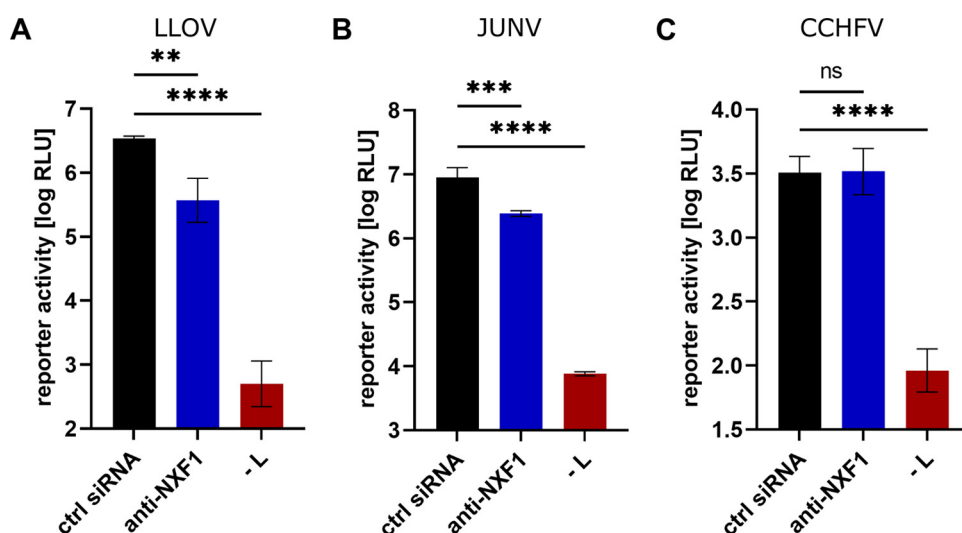 A
LLOV
**
****
reporter activity [log RLU]
7
6
5
4
3
2
ctrl siRNA
anti-NXF1
- L
B
JUNV
***
****
reporter activity [log RLU]
8
7
6
5
4
3
ctrl siRNA
anti-NXF1
- L
C
CCHFV
ns
****
reporter activity [log RLU]
4.0
3.5
3.0
2.5
2.0
1.5
ctrl siRNA
anti-NXF1
- L